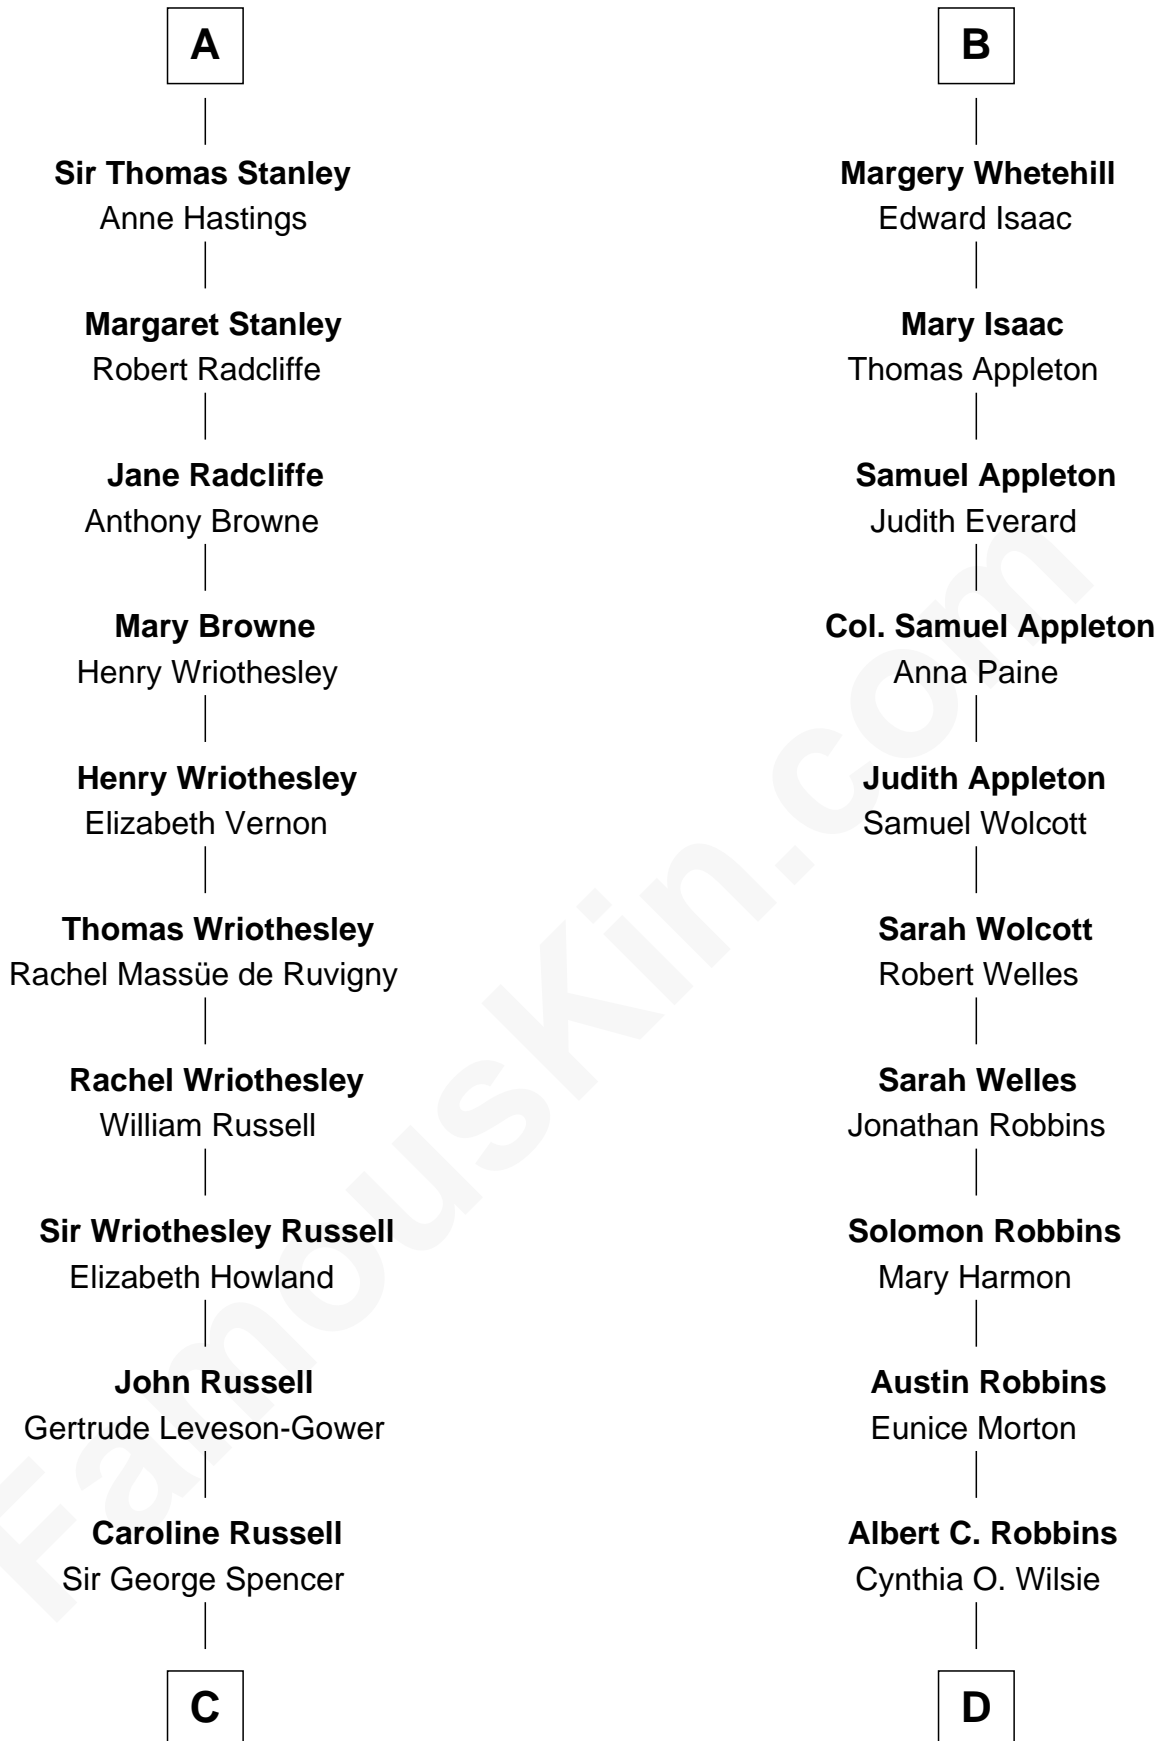 A
Sir Thomas Stanley
Anne Hastings
Margaret Stanley
Robert Radcliffe
Jane Radcliffe
Anthony Browne
Mary Browne
Henry Wriothesley
Henry Wriothesley
Elizabeth Vernon
Thomas Wriothesley
Rachel Massüe de Ruvigny
Rachel Wriothesley
William Russell
Sir Wriothesley Russell
Elizabeth Howland
John Russell
Gertrude Leveson-Gower
Caroline Russell
Sir George Spencer
C
B
Margery Whetehill
Edward Isaac
Mary Isaac
Thomas Appleton
Samuel Appleton
Judith Everard
Col. Samuel Appleton
Anna Paine
Judith Appleton
Samuel Wolcott
Sarah Wolcott
Robert Welles
Sarah Welles
Jonathan Robbins
Solomon Robbins
Mary Harmon
Austin Robbins
Eunice Morton
Albert C. Robbins
Cynthia O. Wilsie
D
FamousKin.com